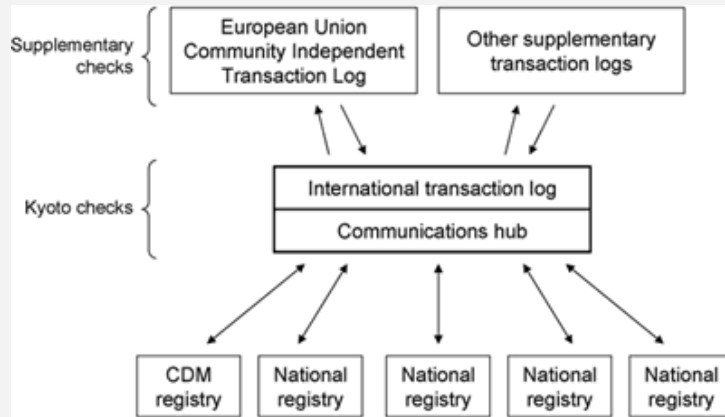 Supplementary
checks
European Union
Community Independent
Transaction Log
Other supplementary
transaction logs
Kyoto checks
International transaction log
Communications hub
CDM
registry
National
registry
National
registry
National
registry
National
registry